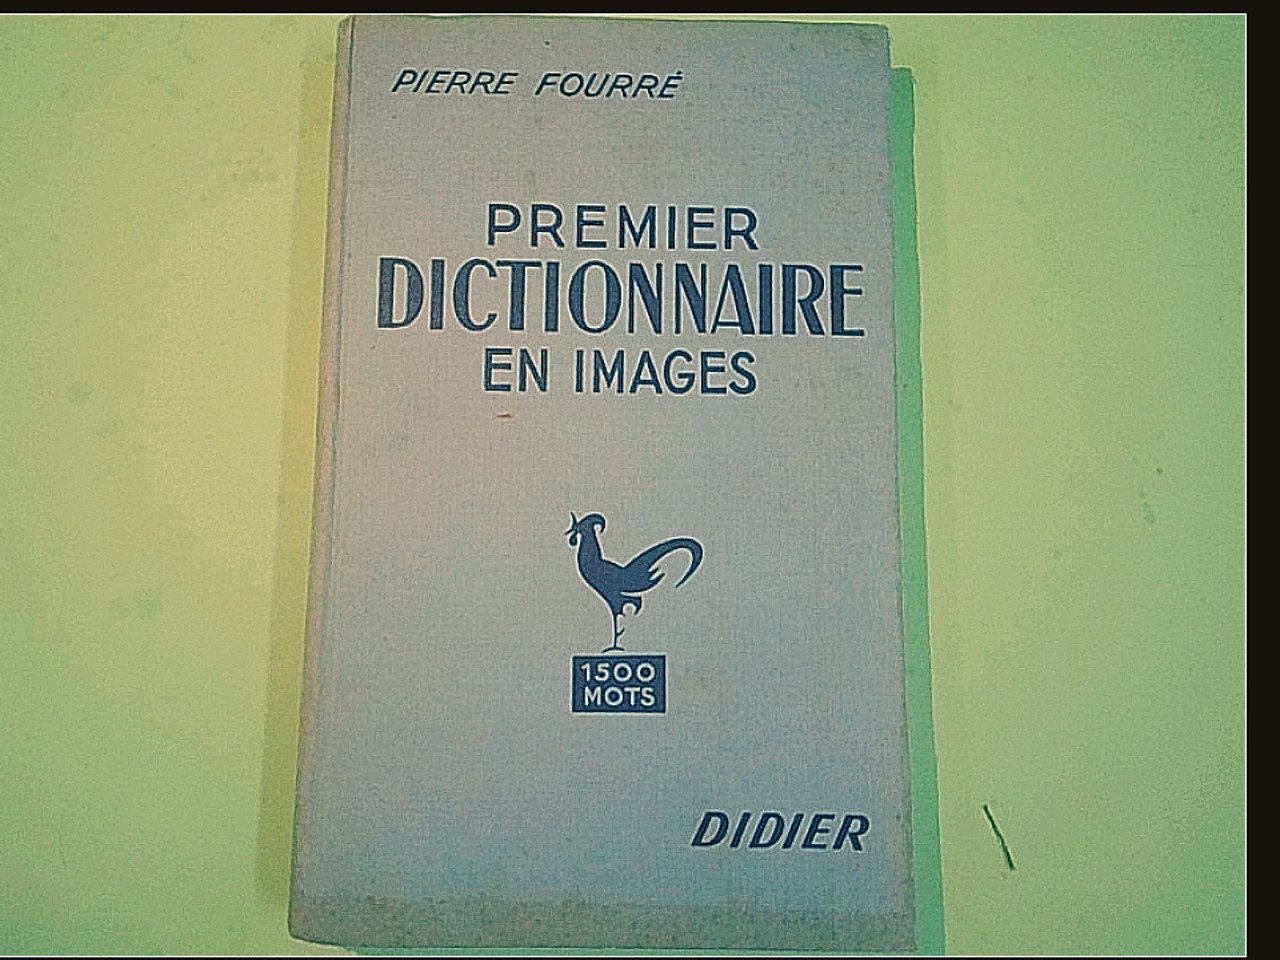 PIERRE FOURRÉ
PREMIER
DICTIONNAIRE
EN IMAGES
1500
MOTS
DIDIER